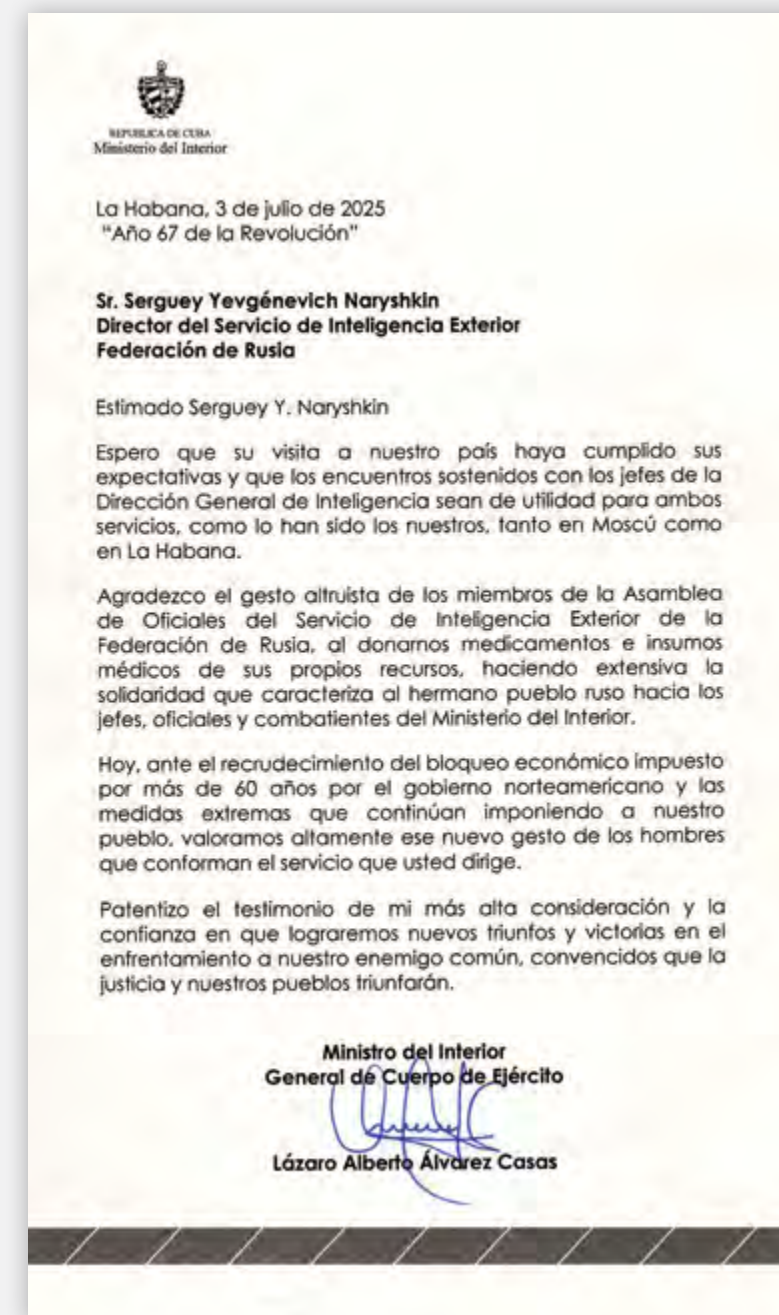 REPUBLICA DE CUBA
Ministerio del Interior
La Habana, 3 de julio de 2025
"Año 67 de la Revolución"
Sr. Serguey Yevgénevich Naryshkin
Director del Servicio de Inteligencia Exterior
Federación de Rusia
Estimado Serguey Y. Naryshkin
Espero que su visita a nuestro país haya cumplido sus
expectativas y que los encuentros sostenidos con los jefes de la
Dirección General de Inteligencia sean de utilidad para ambos
servicios, como lo han sido los nuestros, tanto en Moscú como
en La Habana.
Agradezco el gesto altruista de los miembros de la Asamblea
de Oficiales del Servicio de Inteligencia Exterior de la
Federación de Rusia, al donarnos medicamentos e insumos
médicos de sus propios recursos, haciendo extensiva la
solidaridad que caracteriza al hermano pueblo ruso hacia los
jefes, oficiales y combatientes del Ministerio del Interior.
Hoy, ante el recrudecimiento del bloqueo económico impuesto
por más de 60 años por el gobierno norteamericano y las
medidas extremas que continúan imponiendo a nuestro
pueblo, valoramos altamente ese nuevo gesto de los hombres
que conforman el servicio que usted dirige.
Patentizo el testimonio de mi más alta consideración y la
confianza en que lograremos nuevos triunfos y victorias en el
enfrentamiento a nuestro enemigo común, convencidos que la
justicia y nuestros pueblos triunfarán.
Ministro del Interior
General de Cuerpo de Ejército
Lázaro Alberto Álvarez Casas